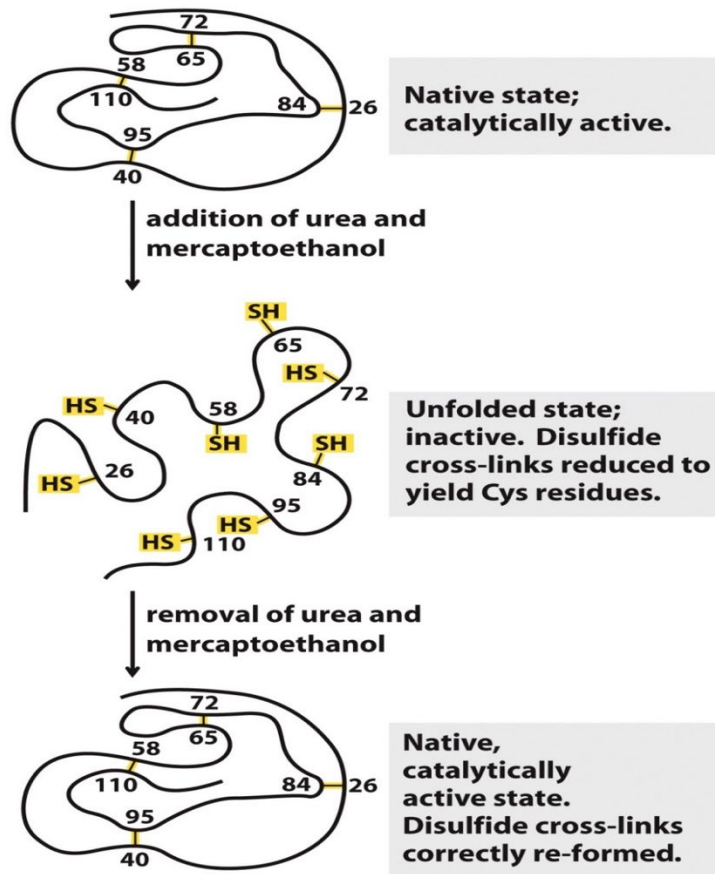 72
58
65
110
84
26
95
40
Native state;
catalytically active.
addition of urea and
mercaptoethanol
SH
65
HS
72
HS
40
58
SH
SH
26
HS
84
HS
95
HS
110
Unfolded state;
inactive. Disulfide
cross-links reduced to
yield Cys residues.
removal of urea and
mercaptoethanol
72
58
65
110
84
26
95
40
Native,
catalytically
active state.
Disulfide cross-links
correctly re-formed.